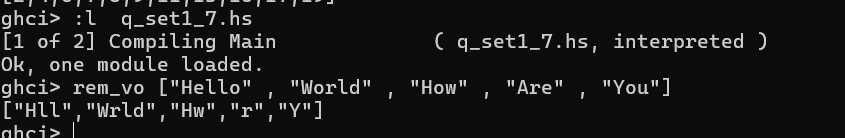 ghci> :l  q_set1_7.hs
[1 of 2] Compiling Main             ( q_set1_7.hs, interpreted )
Ok, one module loaded.
ghci> rem_vo ["Hello" , "World" , "How" , "Are" , "You"]
["Hll","Wrld","Hw","r","Y"]
ghci>